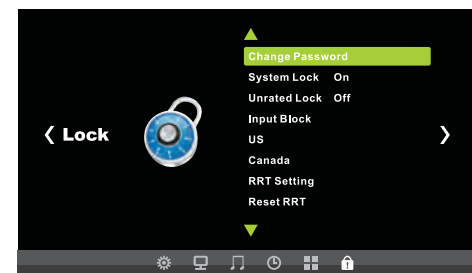 Lock
Change Password
System Lock On
Unrated Lock Off
Input Block
US
Canada
RRT Setting
Reset RRT